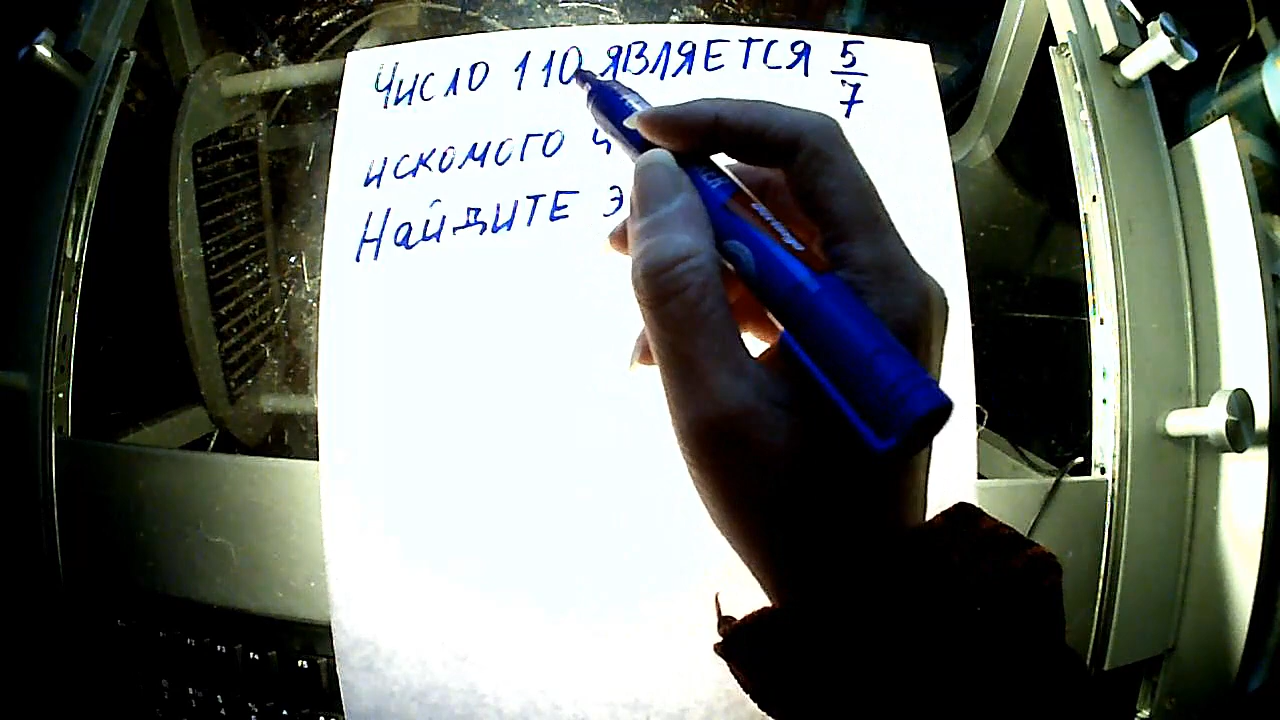 Число 110 является 5/7
искомого ч
Найдите э